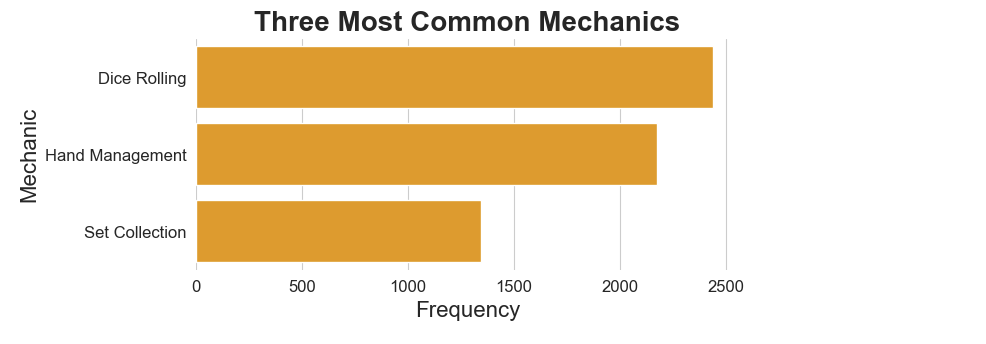 Three Most Common Mechanics
Mechanic
Dice Rolling
Hand Management
Set Collection
0 500 1000 1500 2000 2500
Frequency